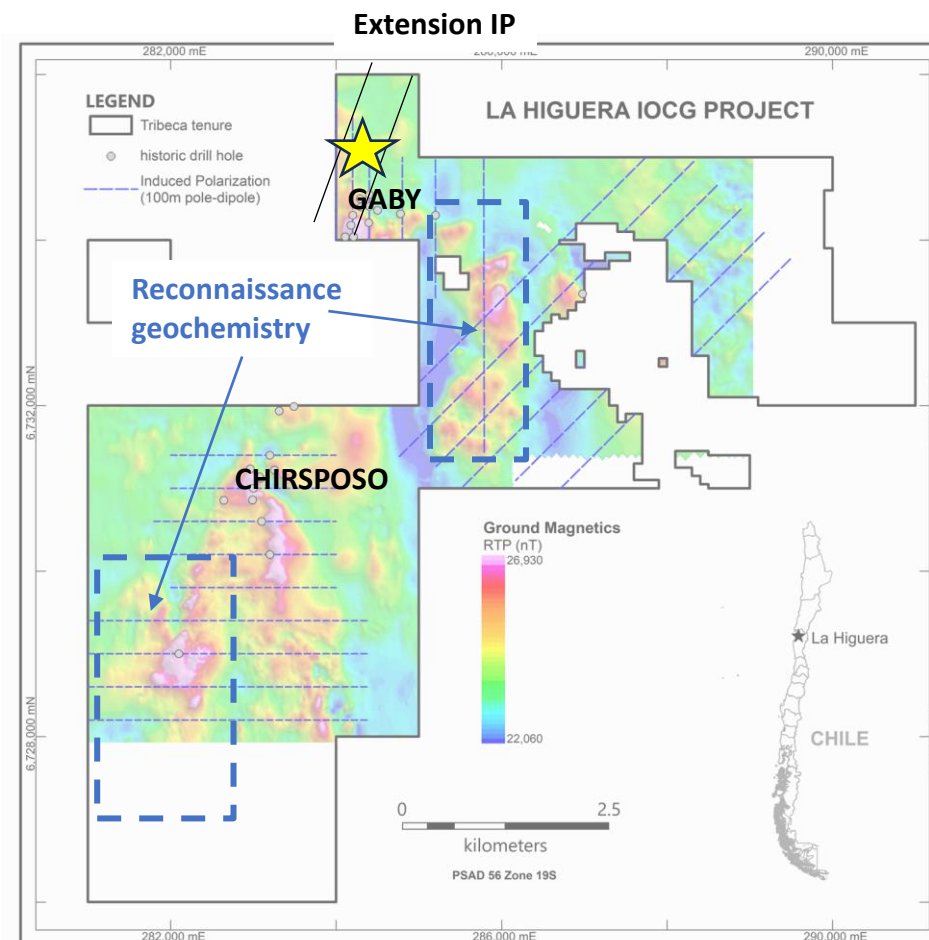 Extension IP
282,000 mE
286,000 mE
290,000 mE
LEGEND
Tribeca tenure
historic drill hole
Induced Polarization
(100m pole-dipole)
LA HIGUERA IOCG PROJECT
GABY
Reconnaissance
geochemistry
6,732,000 mN
CHIRSPOSO
Ground Magnetics
RTP (nT)
26,930
22,060
La Higuera
CHILE
6,728,000 mN
0
2.5
kilometers
PSAD 56 Zone 19S
282,000 mE
286,000 mE
290,000 mE